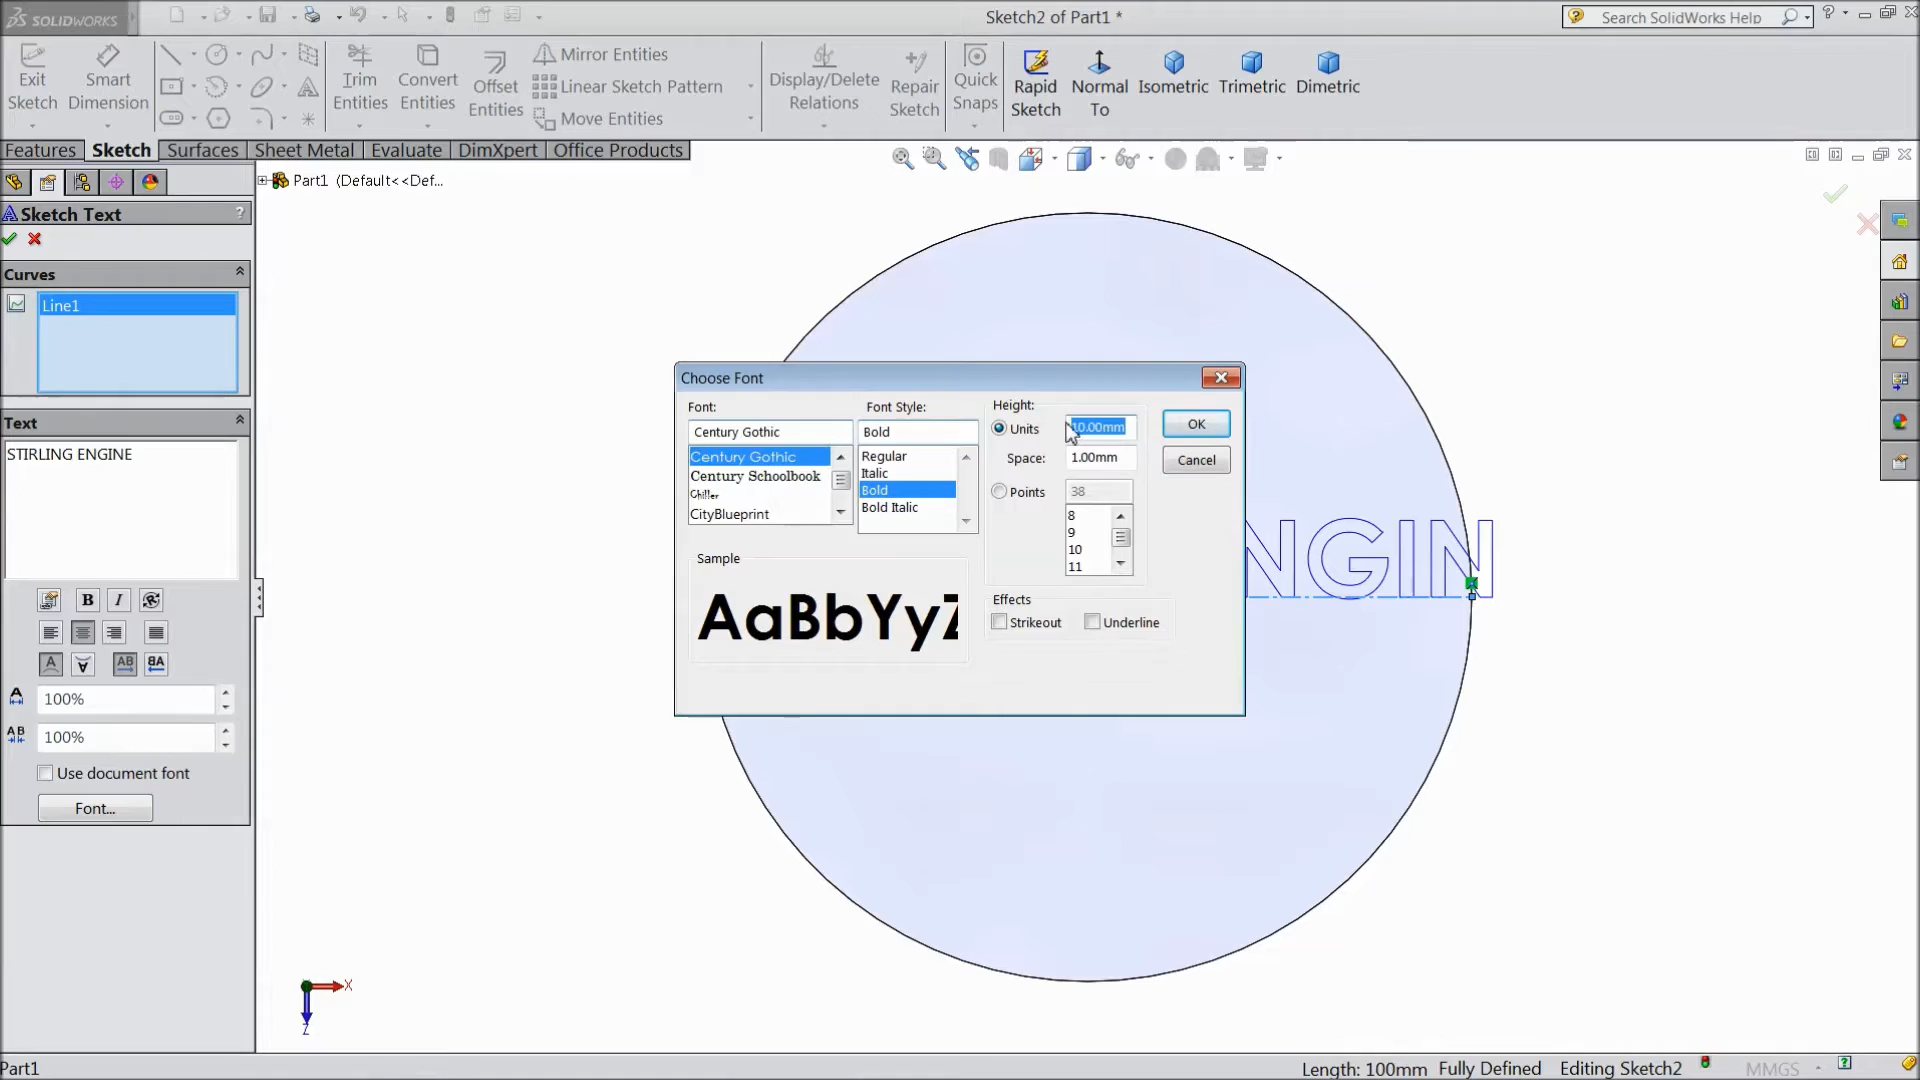 SOLIDWORKS
Sketch2 of Part1 *
Search SolidWorks Help
Exit Sketch
Smart Dimension
Trim Entities
Convert Entities
Offset Entities
Mirror Entities
Linear Sketch Pattern
Move Entities
Display/Delete Relations
Repair Sketch
Quick Snaps
Rapid Sketch
Normal To
Isometric
Trimetric
Dimetric
Features
Sketch
Surfaces
Sheet Metal
Evaluate
DimXpert
Office Products
Part1 (Default<<Def...
Sketch Text
?
Curves
Line1
Text
STIRLING ENGINE
B
I
A
A
AB
BA
A
100%
AB
100%
Use document font
Font...
Choose Font
Font:
Century Gothic
Century Gothic
Century Schoolbook
Chiller
CityBlueprint
Font Style:
Bold
Regular
Italic
Bold
Bold Italic
Height:
Units
10.00mm
Space:
1.00mm
Points
38
8
9
10
11
OK
Cancel
Sample
AaBbYyZ
Effects
Strikeout
Underline
NGIN
X
Z
Part1
Length: 100mm
Fully Defined
Editing Sketch2
MMGS